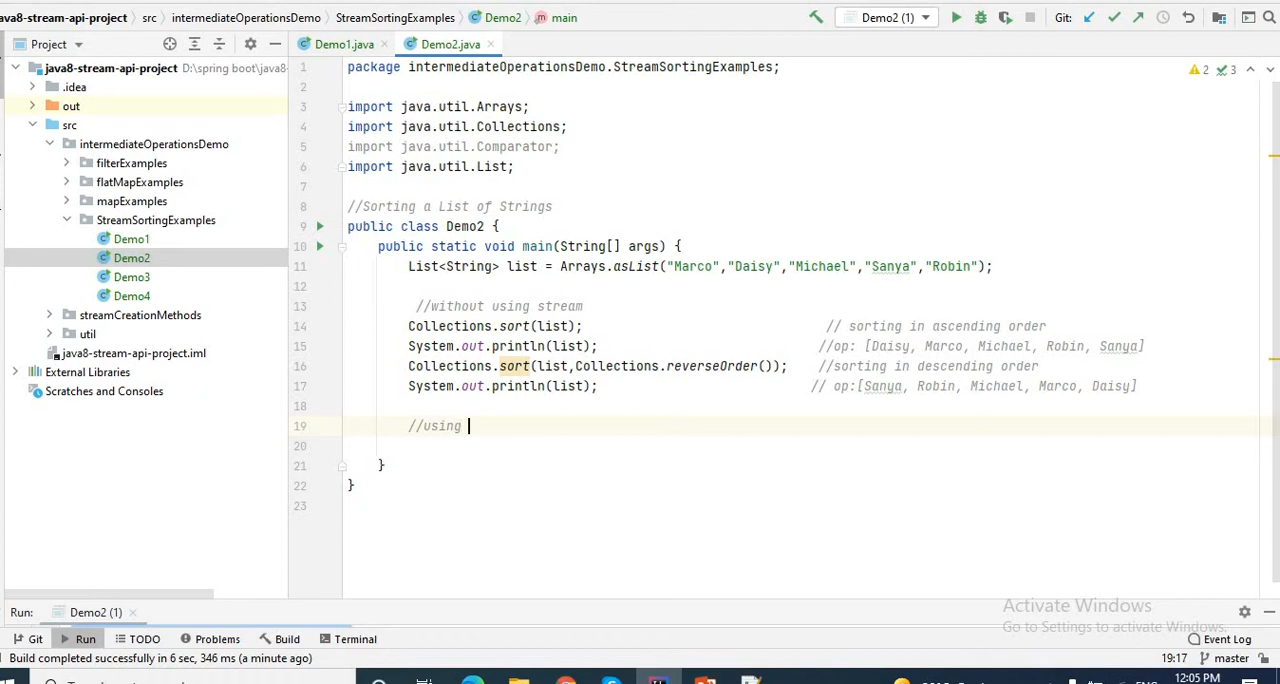 ava8-stream-api-project src intermediateOperationsDemo StreamSortingExamples Demo2 main Demo2 (1) Git:
Project Demo1.java Demo2.java
java8-stream-api-project D:\spring boot\java8-
.idea
out
src
intermediateOperationsDemo
filterExamples
flatMapExamples
mapExamples
StreamSortingExamples
Demo1
Demo2
Demo3
Demo4
streamCreationMethods
util
java8-stream-api-project.iml
External Libraries
Scratches and Consoles
2 3
1 package intermediateOperationsDemo.StreamSortingExamples;
2
3 import java.util.Arrays;
4 import java.util.Collections;
5 import java.util.Comparator;
6 import java.util.List;
7
8 //Sorting a List of Strings
9 public class Demo2 {
10 public static void main(String[] args) {
11 List<String> list = Arrays.asList("Marco","Daisy","Michael","Sanya","Robin");
12
13 //without using stream
14 Collections.sort(list); // sorting in ascending order
15 System.out.println(list); //op: [Daisy, Marco, Michael, Robin, Sanya]
16 Collections.sort(list,Collections.reverseOrder()); //sorting in descending order
17 System.out.println(list); // op:[Sanya, Robin, Michael, Marco, Daisy]
18
19 //using
20
21 }
22 }
23
Activate Windows
Go to Settings to activate Windows.
Run: Demo2 (1)
Git Run TODO Problems Build Terminal Event Log
Build completed successfully in 6 sec, 346 ms (a minute ago) 19:17 master
ENG 12:05 PM